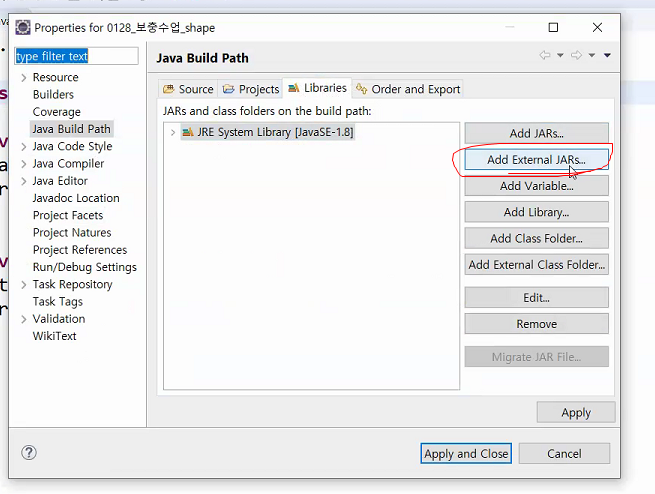 Properties for 0128_보충수업_shape
type filter text
Resource
Builders
Coverage
Java Build Path
Java Code Style
Java Compiler
Java Editor
Javadoc Location
Project Facets
Project Natures
Project References
Run/Debug Settings
Task Repository
Task Tags
Validation
WikiText
Java Build Path
Source Projects Libraries Order and Export
JARs and class folders on the build path:
JRE System Library [JavaSE-1.8]
Add JARs...
Add External JARs...
Add Variable...
Add Library...
Add Class Folder...
Add External Class Folder...
Edit...
Remove
Migrate JAR File...
Apply
Apply and Close Cancel